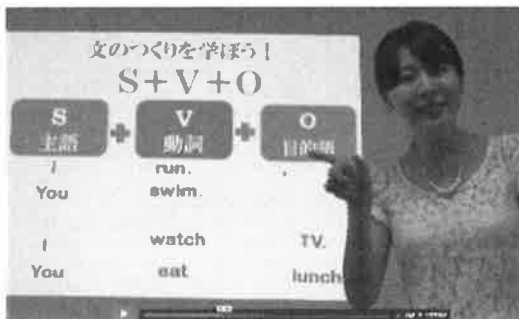 文のつくりを学ぼう!
S+V+O
S + V + O
主語 動詞 目的語
I run.
You swim.
I watch TV.
You eat lunch